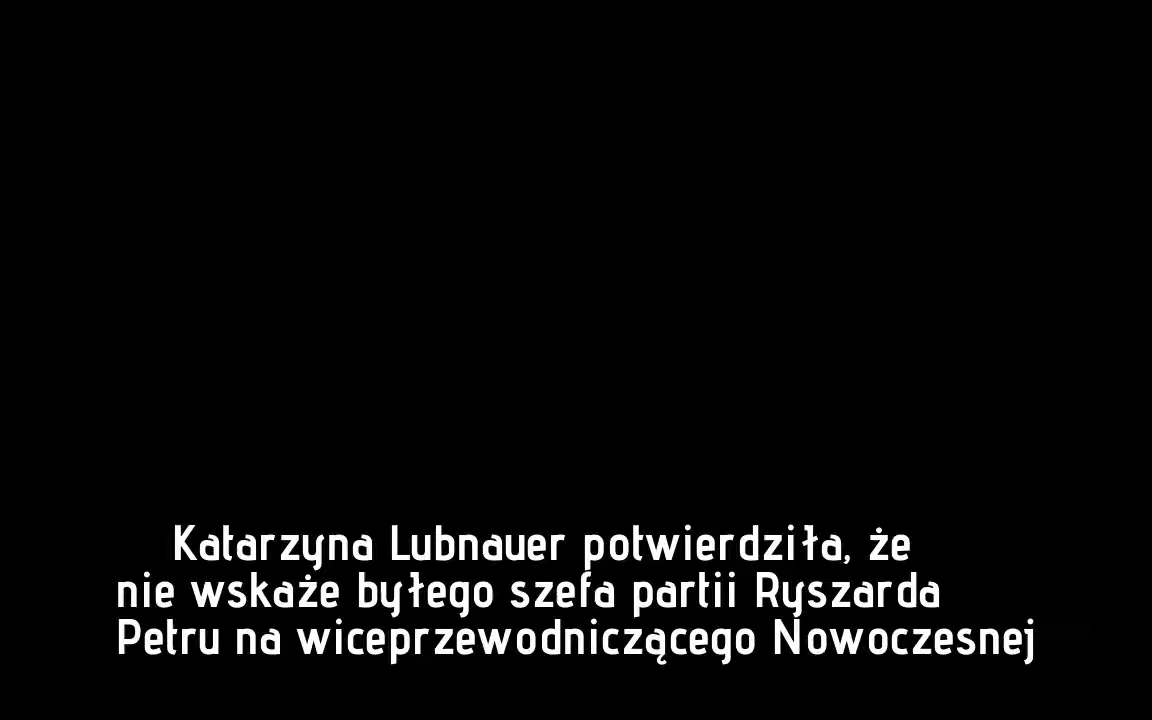 Katarzyna Lubnauer potwierdziła, że
nie wskaże byłego szefa partii Ryszarda
Petru na wiceprzewodniczącego Nowoczesnej